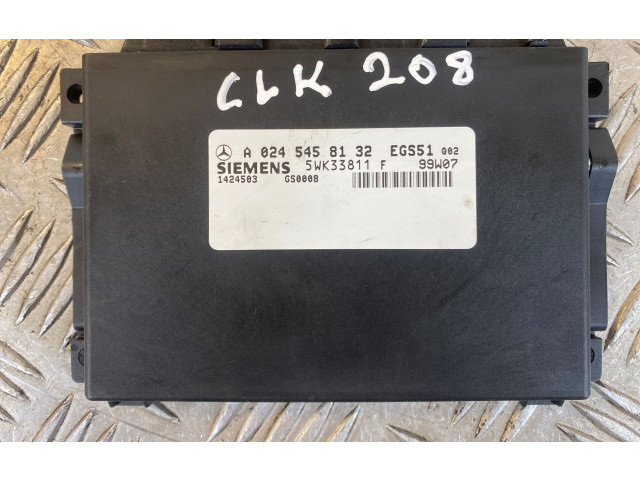 CLK 208
A 024 545 81 32 EGS51 Q02
SIEMENS 5WK33811 F 99W07
1424503 GS0008